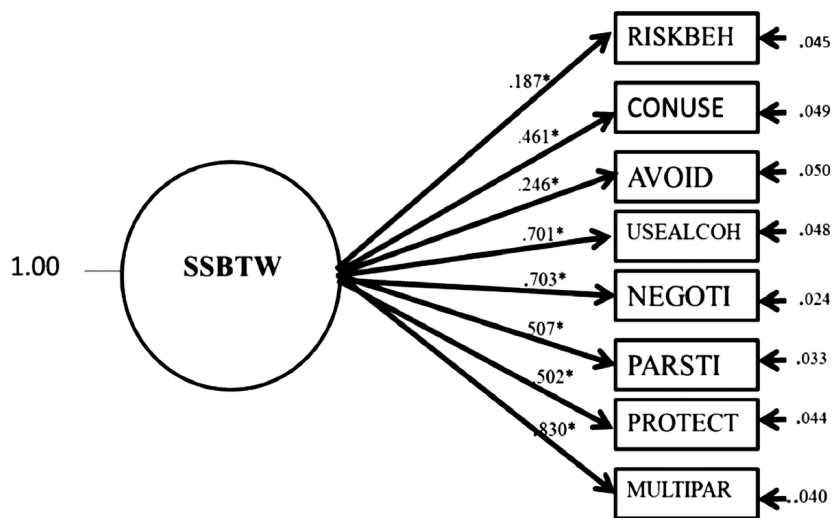 RISKBEH
.045
.187*
CONUSE
.049
.461*
AVOID
.050
.246*
USEALCOH
.048
.701*
1.00
SSBTW
.703*
NEGOTI
.024
507*
PARSTI
.033
.502*
PROTECT
.044
.830*
MULTIPAR
..040